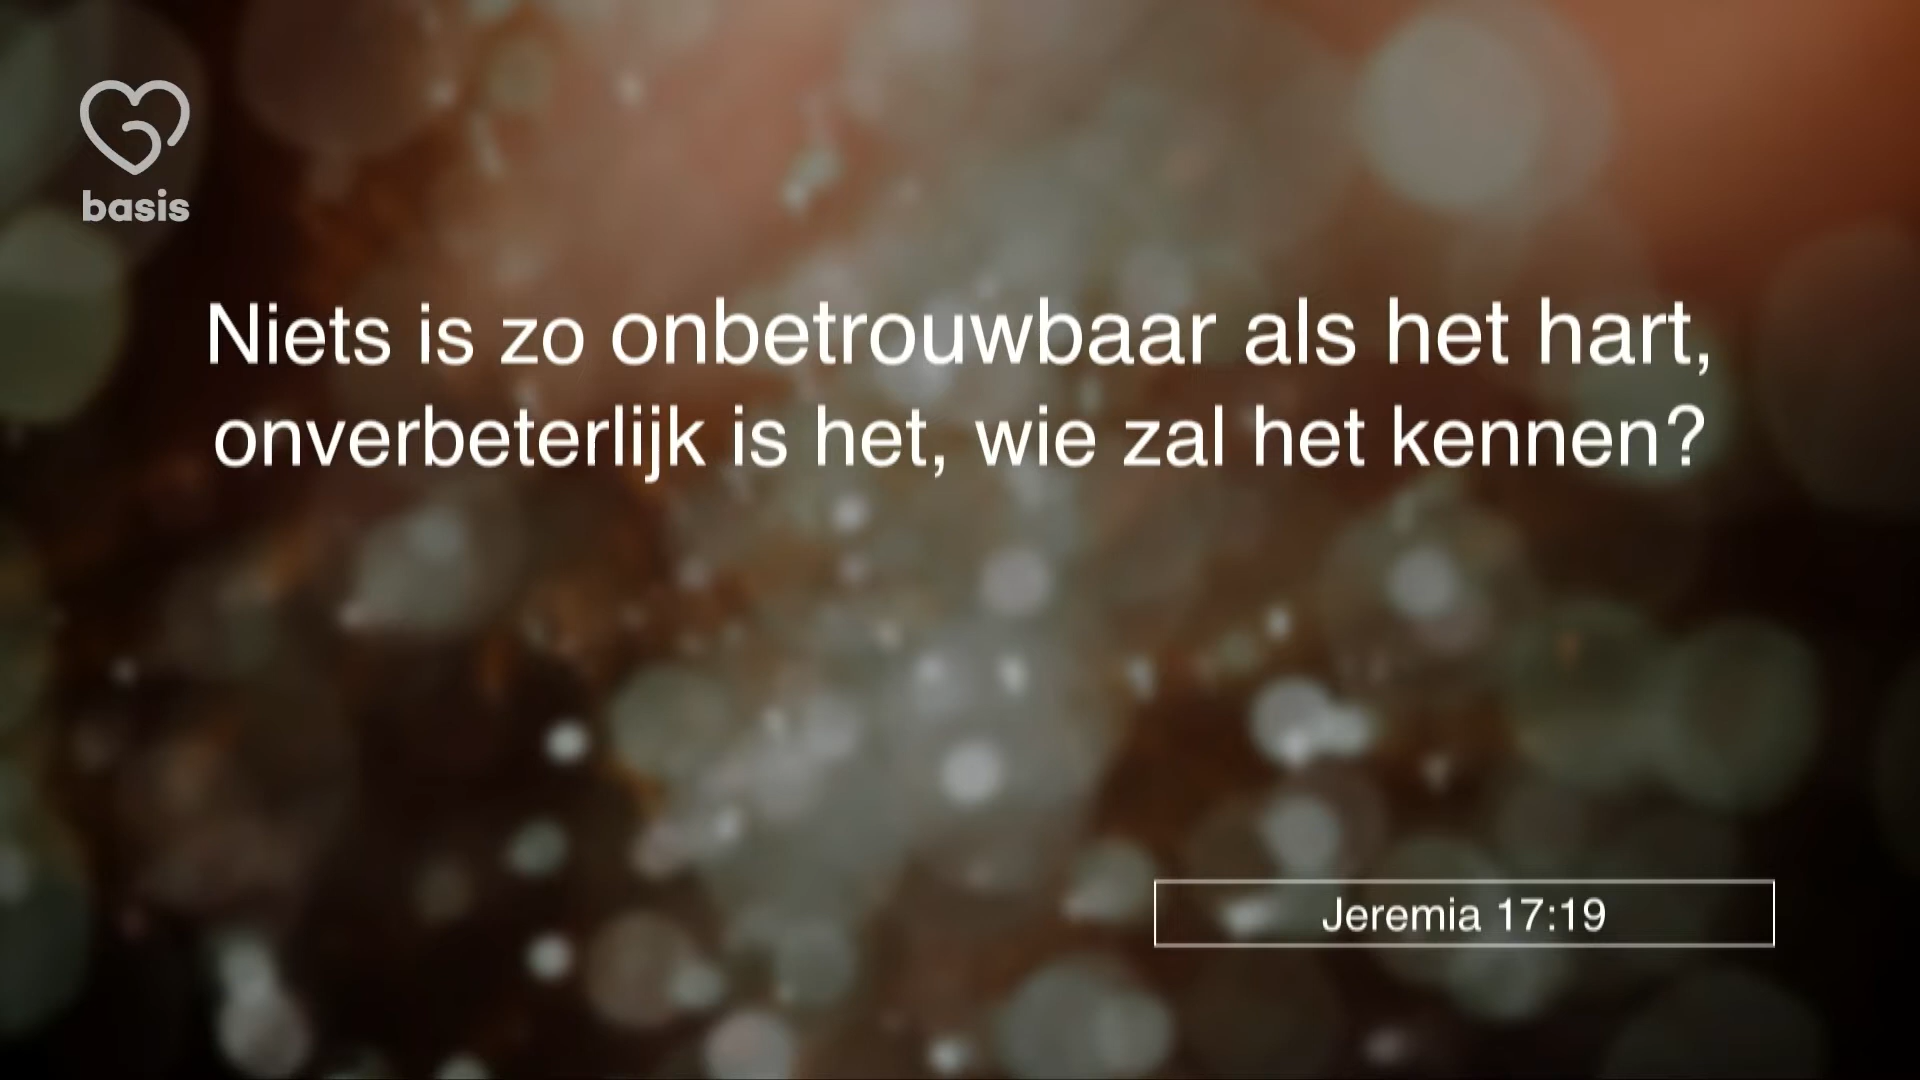 basis
Niets is zo onbetrouwbaar als het hart,
onverbeterlijk is het, wie zal het kennen?
Jeremia 17:19